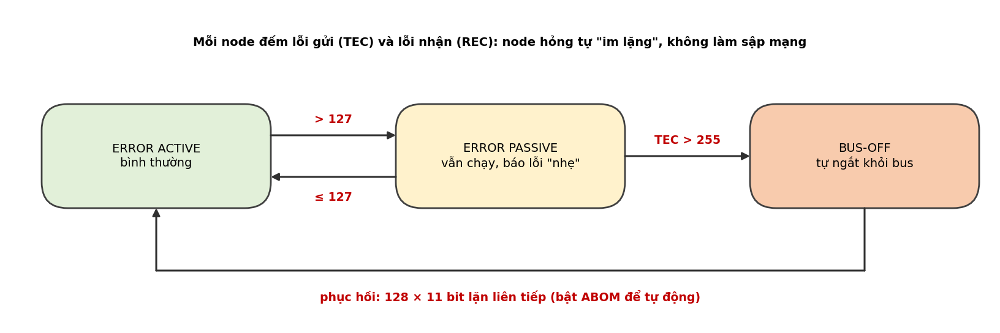 Mỗi node đếm lỗi gửi (TEC) và lỗi nhận (REC): node hỏng tự "im lặng", không làm sập mạng
ERROR ACTIVE
bình thường
> 127
≤ 127
ERROR PASSIVE
vẫn chạy, báo lỗi "nhẹ"
TEC > 255
BUS-OFF
tự ngắt khỏi bus
phục hồi: 128 × 11 bit lặn liên tiếp (bật ABOM để tự động)